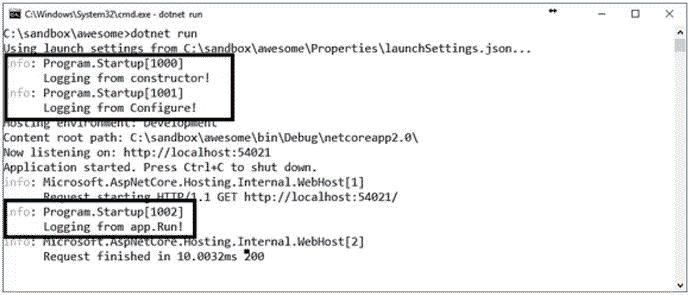 C:\Windows\System32\cmd.exe - dotnet run
C:\sandbox\awesome>dotnet run
Using launch settings from C:\sandbox\awesome\Properties\launchSettings.json...
info: Program.Startup[1000]
Logging from constructor!
info: Program.Startup[1001]
Logging from Configure!
Hosting environment: Development
Content root path: C:\sandbox\awesome\bin\Debug\netcoreapp2.0\
Now listening on: http://localhost:54021
Application started. Press Ctrl+C to shut down.
info: Microsoft.AspNetCore.Hosting.Internal.WebHost[1]
Request starting HTTP/1.1 GET http://localhost:54021/
info: Program.Startup[1002]
Logging from app.Run!
info: Microsoft.AspNetCore.Hosting.Internal.WebHost[2]
Request finished in 10.0032ms 200